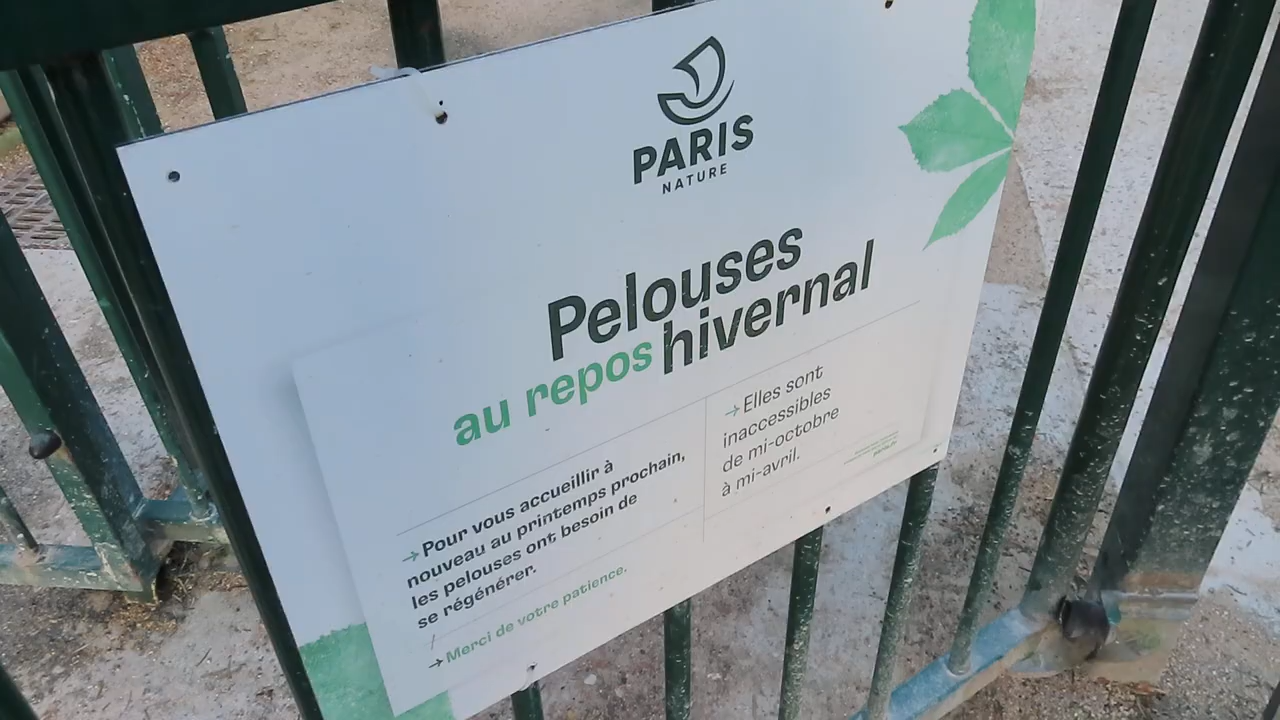 PARIS
NATURE
Pelouses
au repos hivernal
→ Pour vous accueillir à
nouveau au printemps prochain,
les pelouses ont besoin de
se régénérer.
/
→ Merci de votre patience.
→ Elles sont
inaccessibles
de mi-octobre
à mi-avril.